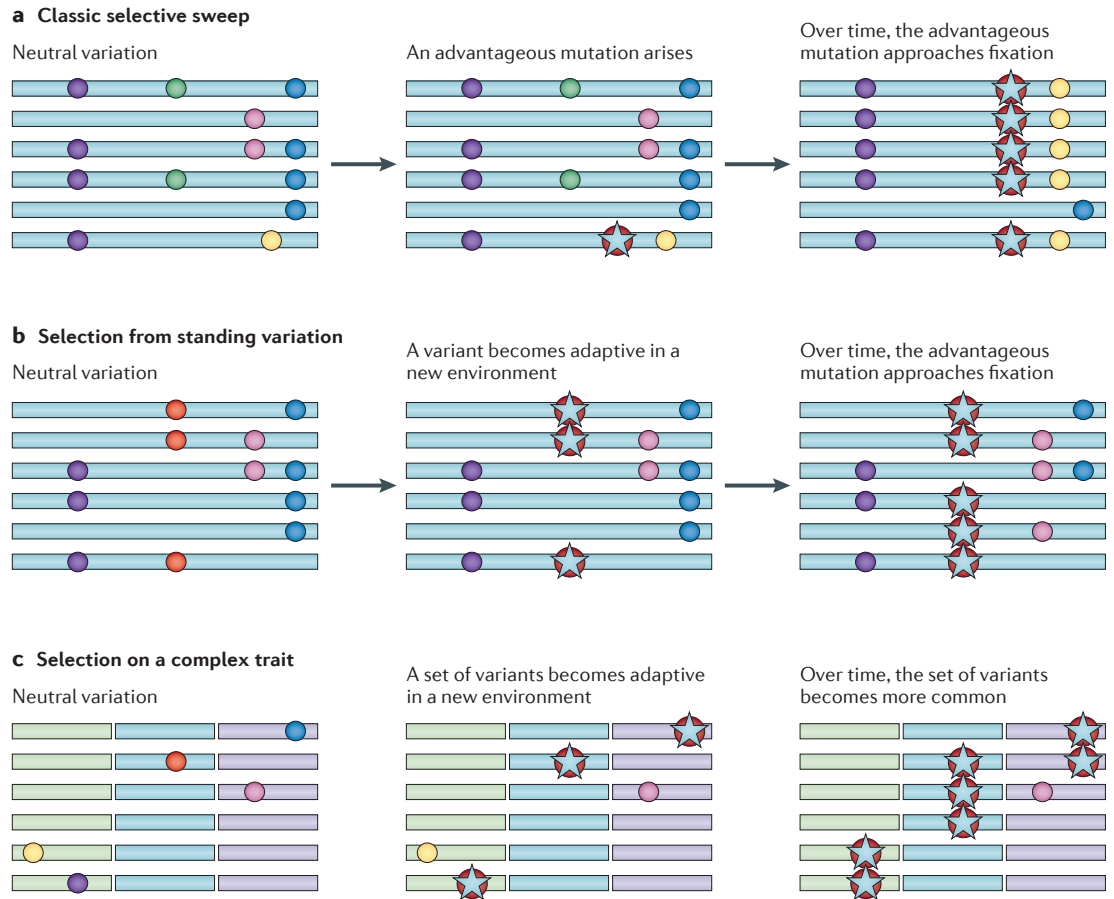 a Classic selective sweep
Neutral variation
An advantageous mutation arises
Over time, the advantageous
mutation approaches fixation
b Selection from standing variation
Neutral variation
A variant becomes adaptive in a
new environment
Over time, the advantageous
mutation approaches fixation
c Selection on a complex trait
Neutral variation
A set of variants becomes adaptive
in a new environment
Over time, the set of variants
becomes more common